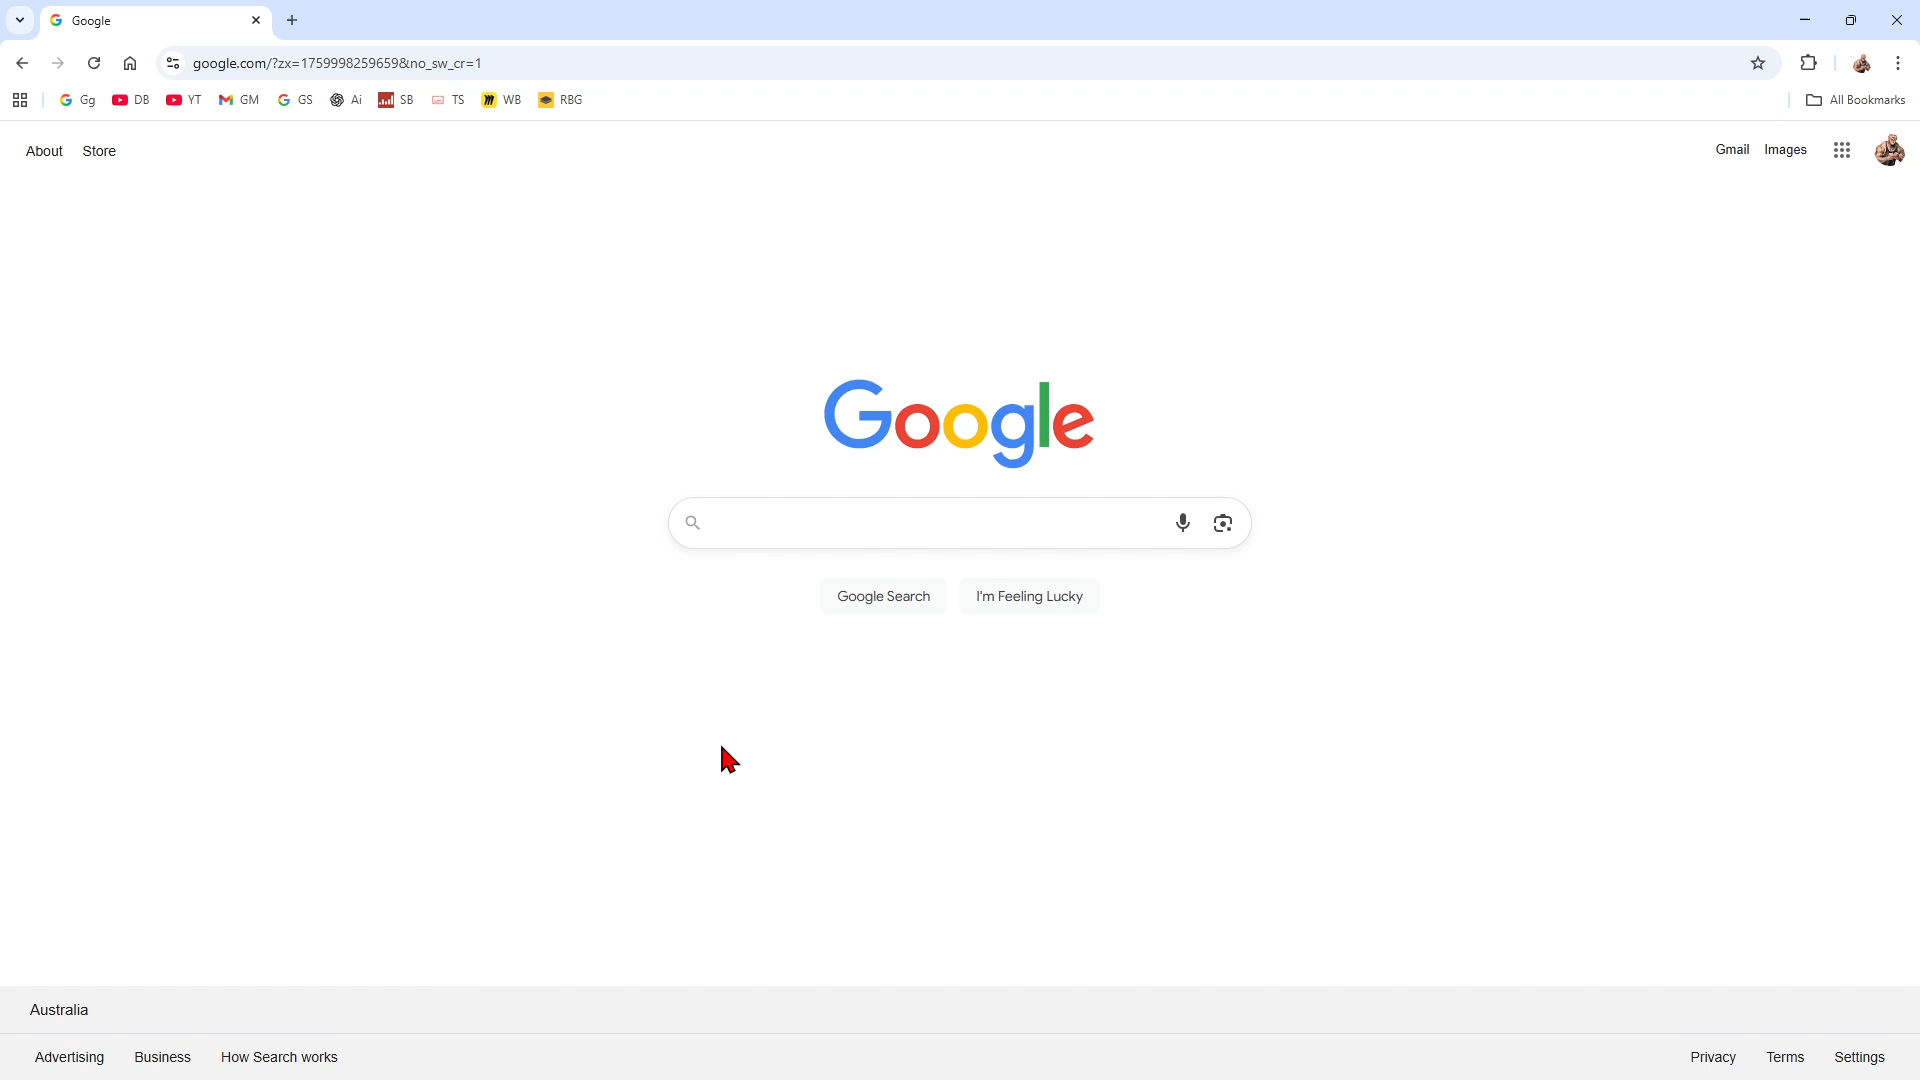 Google
google.com/?zx=1759998259659&no_sw_cr=1
Gg DB YT GM GS Ai SB TS WB RBG All Bookmarks
About Store Gmail Images
Google
Google Search I'm Feeling Lucky
Australia
Advertising Business How Search works Privacy Terms Settings